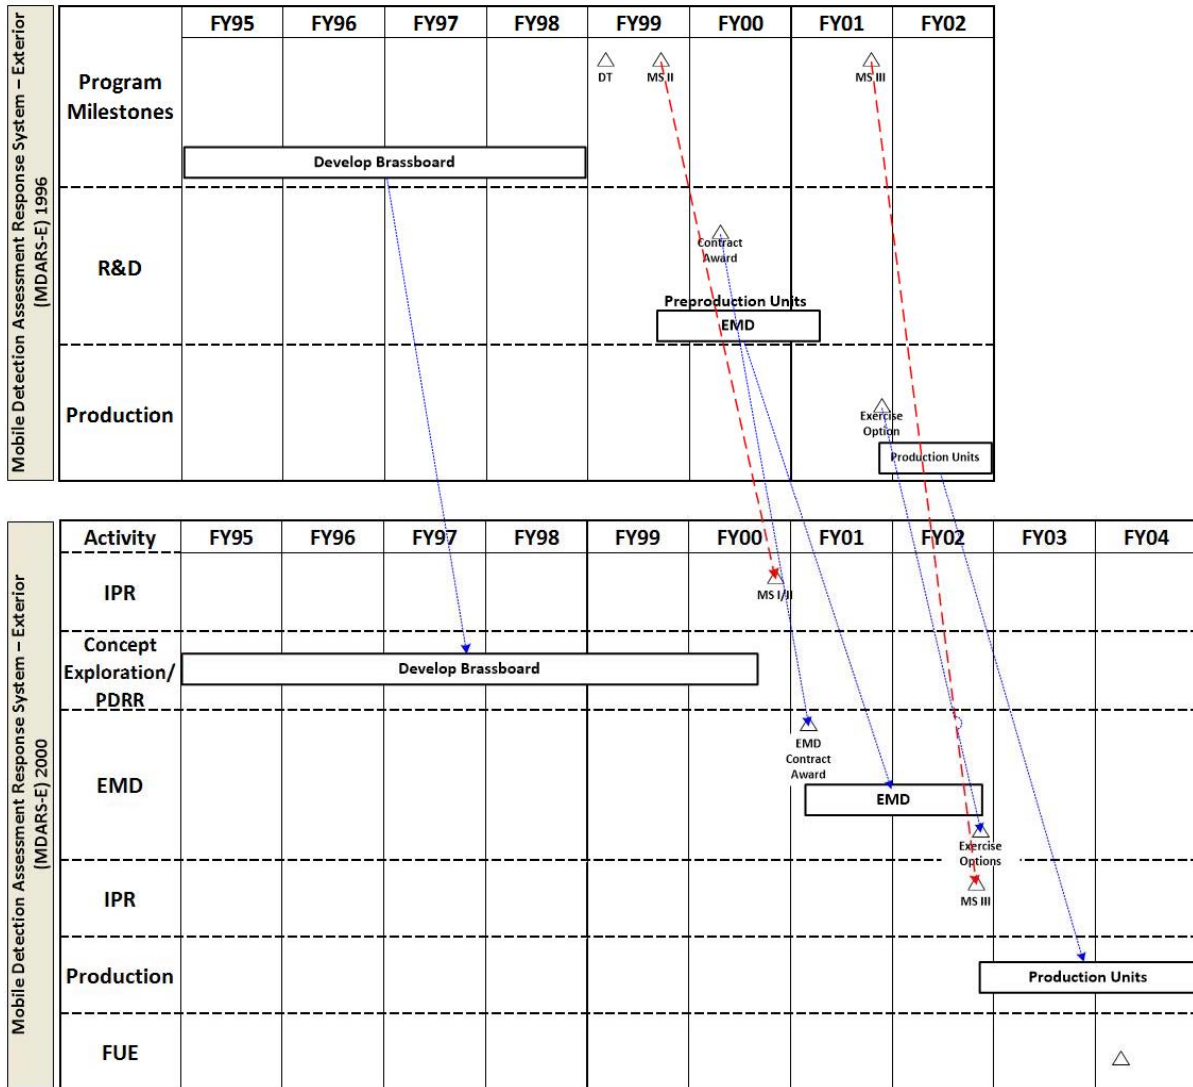 Mobile Detection Assessment Response System – Exterior
(MDARS-E) 1996
FY95 FY96 FY97 FY98 FY99 FY00 FY01 FY02
Program
Milestones
DT
MS II
MS III
Develop Brassboard
R&D
Contract
Award
Preproduction Units
EMD
Production
Exercise
Option
Production Units
Mobile Detection Assessment Response System – Exterior
(MDARS-E) 2000
Activity FY95 FY96 FY97 FY98 FY99 FY00 FY01 FY02 FY03 FY04
IPR
MS I/II
Concept
Exploration/
PDRR
Develop Brassboard
EMD
EMD
Contract
Award
EMD
Exercise
Options
IPR
MS III
Production
Production Units
FUE